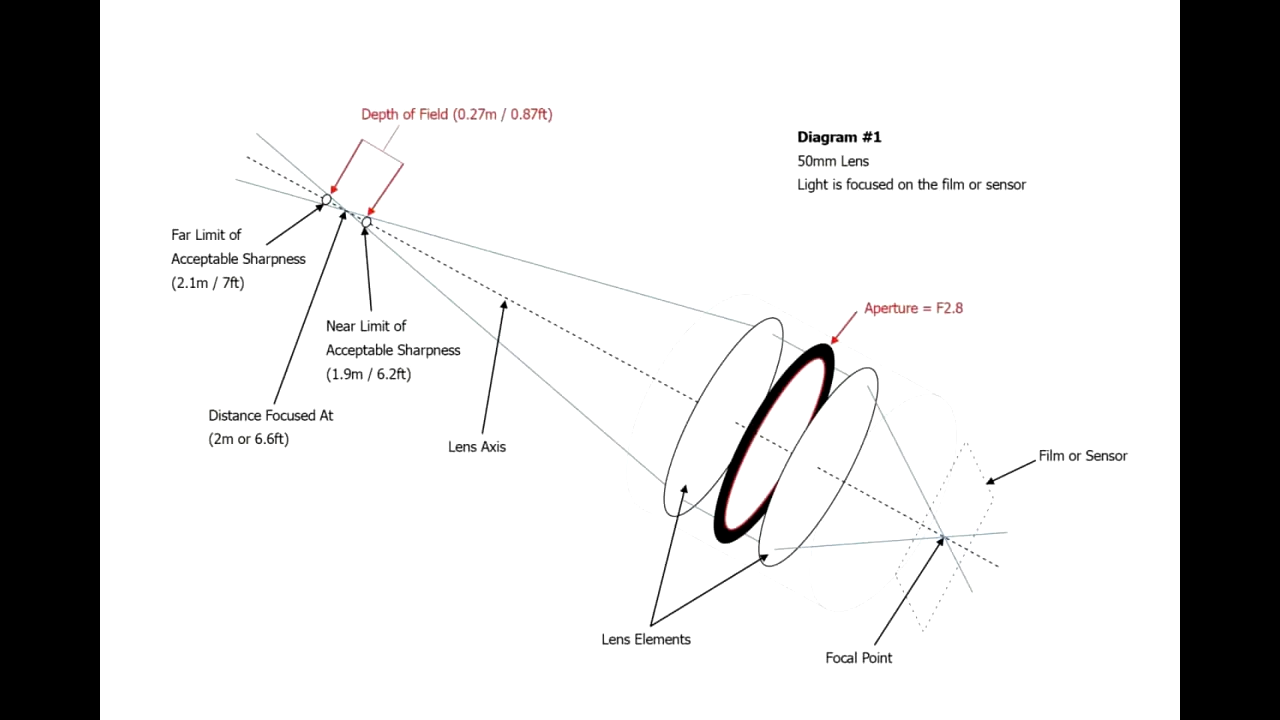 Depth of Field (0.27m / 0.87ft)
Diagram #1
50mm Lens
Light is focused on the film or sensor
Far Limit of
Acceptable Sharpness
(2.1m / 7ft)
Near Limit of
Acceptable Sharpness
(1.9m / 6.2ft)
Aperture = F2.8
Distance Focused At
(2m or 6.6ft)
Lens Axis
Film or Sensor
Lens Elements
Focal Point